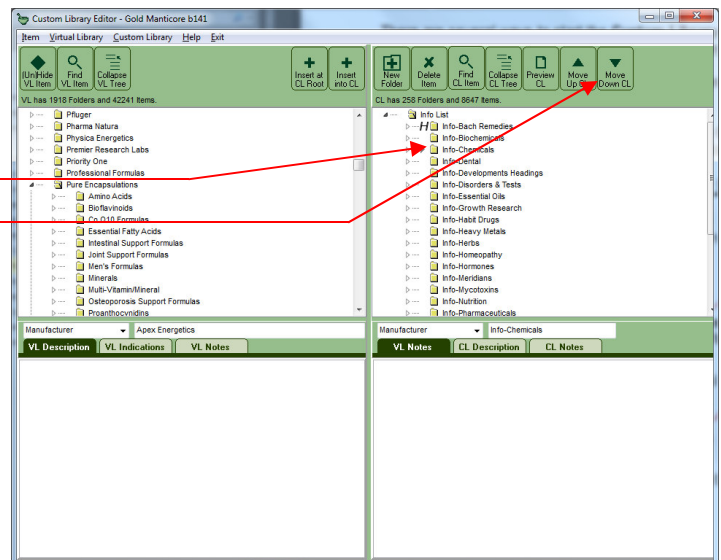 Custom Library Editor - Gold Manticore b141
Item Virtual Library Custom Library Help Exit
(Un)Hide VL Item
Find VL Item
Collapse VL Tree
Insert at CL Root
Insert into CL
VL has 1918 Folders and 42241 Items.
Pfluger
Pharma Natura
Physica Energetics
Premier Research Labs
Priority One
Professional Formulas
Pure Encapsulations
Amino Acids
Bioflavinoids
Co Q10 Formulas
Essential Fatty Acids
Intestinal Support Formulas
Joint Support Formulas
Men's Formulas
Minerals
Multi-Vitamin/Mineral
Osteoporosis Support Formulas
Proanthocynidins
Manufacturer Apex Energetics
VL Description VL Indications VL Notes
New Folder
Delete Item
Find CL Item
Collapse CL Tree
Preview CL
Move Up CL
Move Down CL
CL has 258 Folders and 8647 Items.
Info List
H Info-Bach Remedies
Info-Biochemicals
Info-Chemicals
Info-Dental
Info-Developments Headings
Info-Disorders & Tests
Info-Essential Oils
Info-Growth Research
Info-Habit Drugs
Info-Heavy Metals
Info-Herbs
Info-Homeopathy
Info-Hormones
Info-Meridians
Info-Mycotoxins
Info-Nutrition
Info-Pharmaceuticals
Manufacturer Info-Chemicals
VL Notes CL Description CL Notes